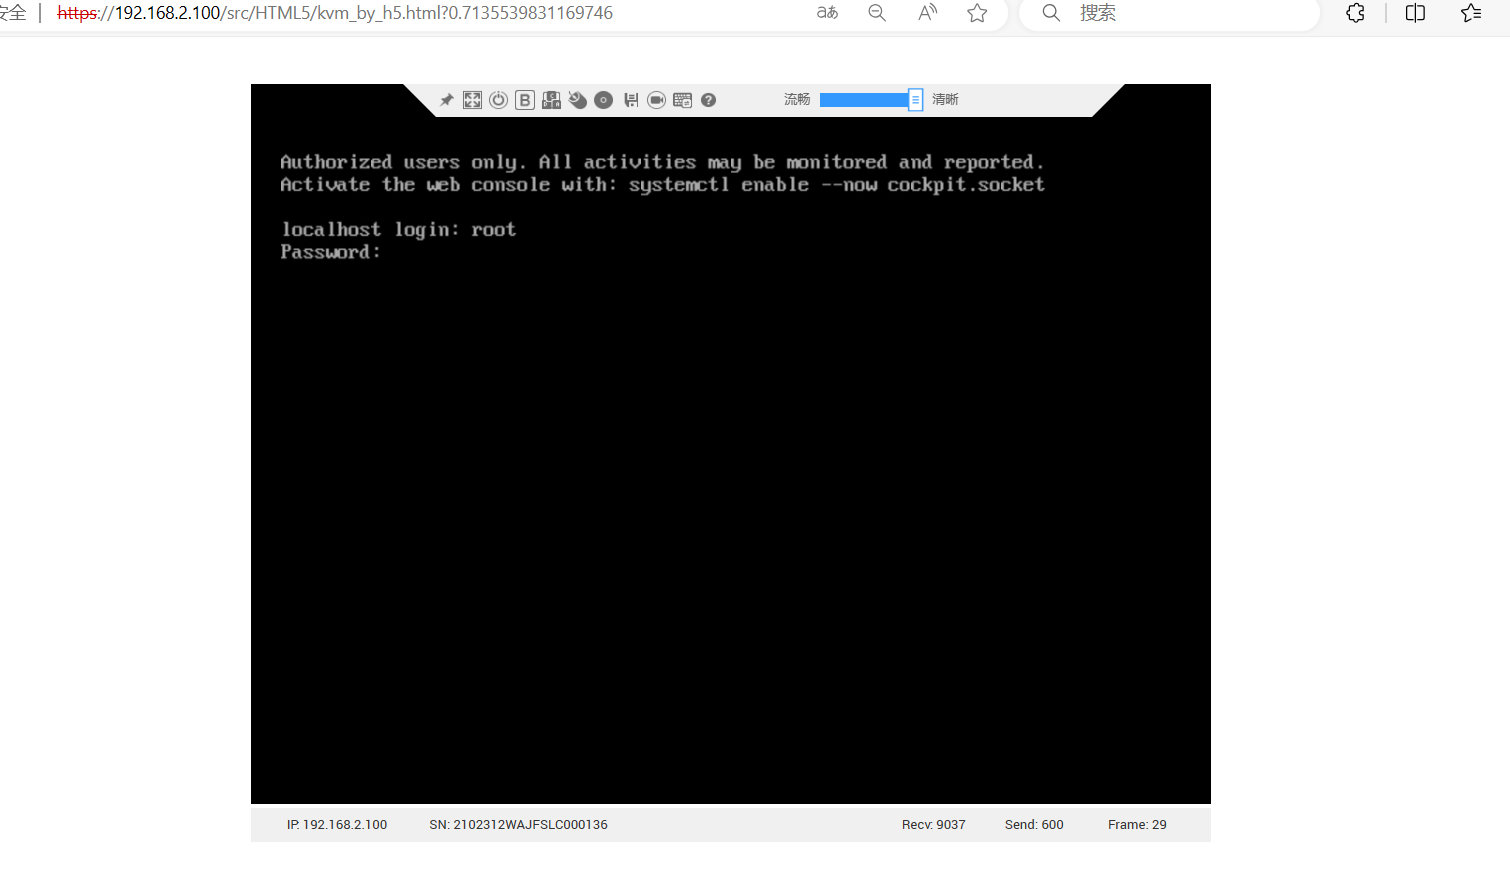 安全 | https://192.168.2.100/src/HTML5/kvm_by_h5.html?0.7135539831169746 aあ A 搜索
B 流畅 清晰
Authorized users only. All activities may be monitored and reported.
Activate the web console with: systemctl enable --now cockpit.socket
localhost login: root
Password:
IP: 192.168.2.100 SN: 2102312WAJFSLC000136 Recv: 9037 Send: 600 Frame: 29